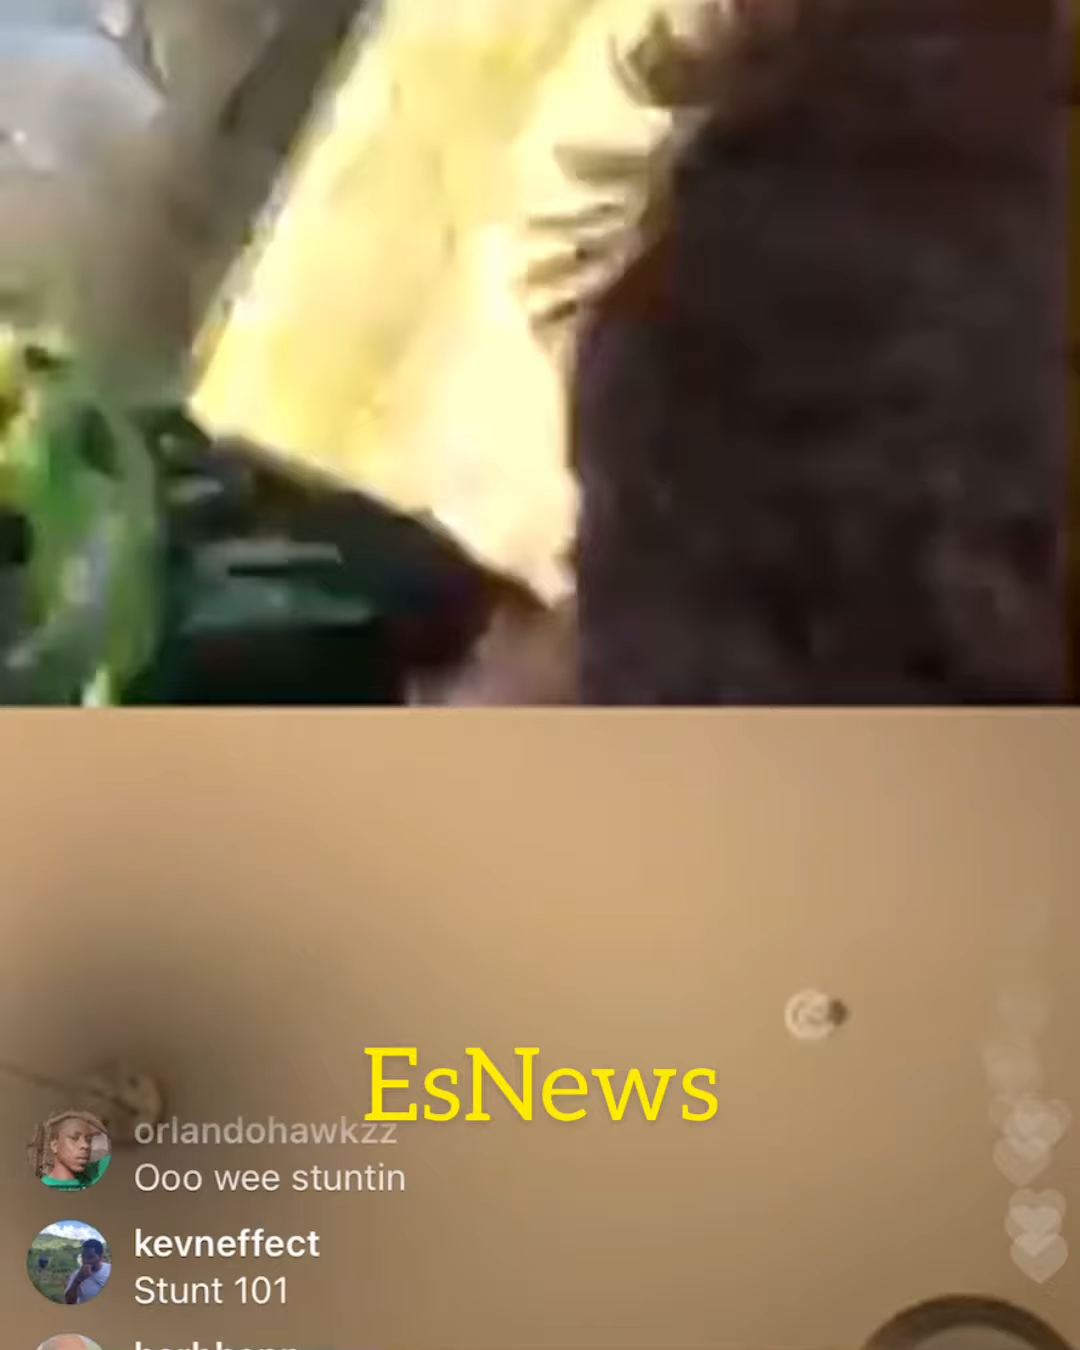 EsNews
orlandohawkzz
Ooo wee stuntin
kevneffect
Stunt 101